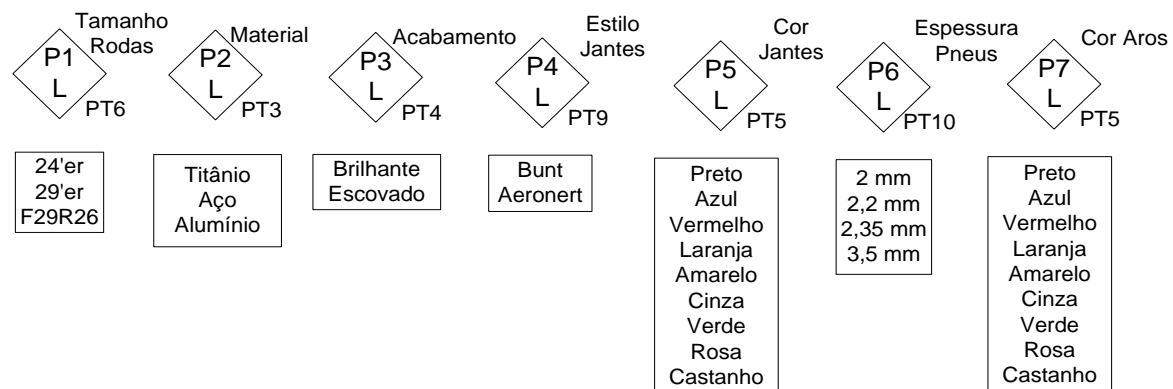 Tamanho
Rodas
P1
L
PT6
24'er
29'er
F29R26
Material
P2
L
PT3
Titânio
Aço
Alumínio
Acabamento
P3
L
PT4
Brilhante
Escovado
Estilo
Jantes
P4
L
PT9
Bunt
Aeronert
Cor
Jantes
P5
L
PT5
Preto
Azul
Vermelho
Laranja
Amarelo
Cinza
Verde
Rosa
Castanho
Espessura
Pneus
P6
L
PT10
2 mm
2,2 mm
2,35 mm
3,5 mm
Cor Aros
P7
L
PT5
Preto
Azul
Vermelho
Laranja
Amarelo
Cinza
Verde
Rosa
Castanho